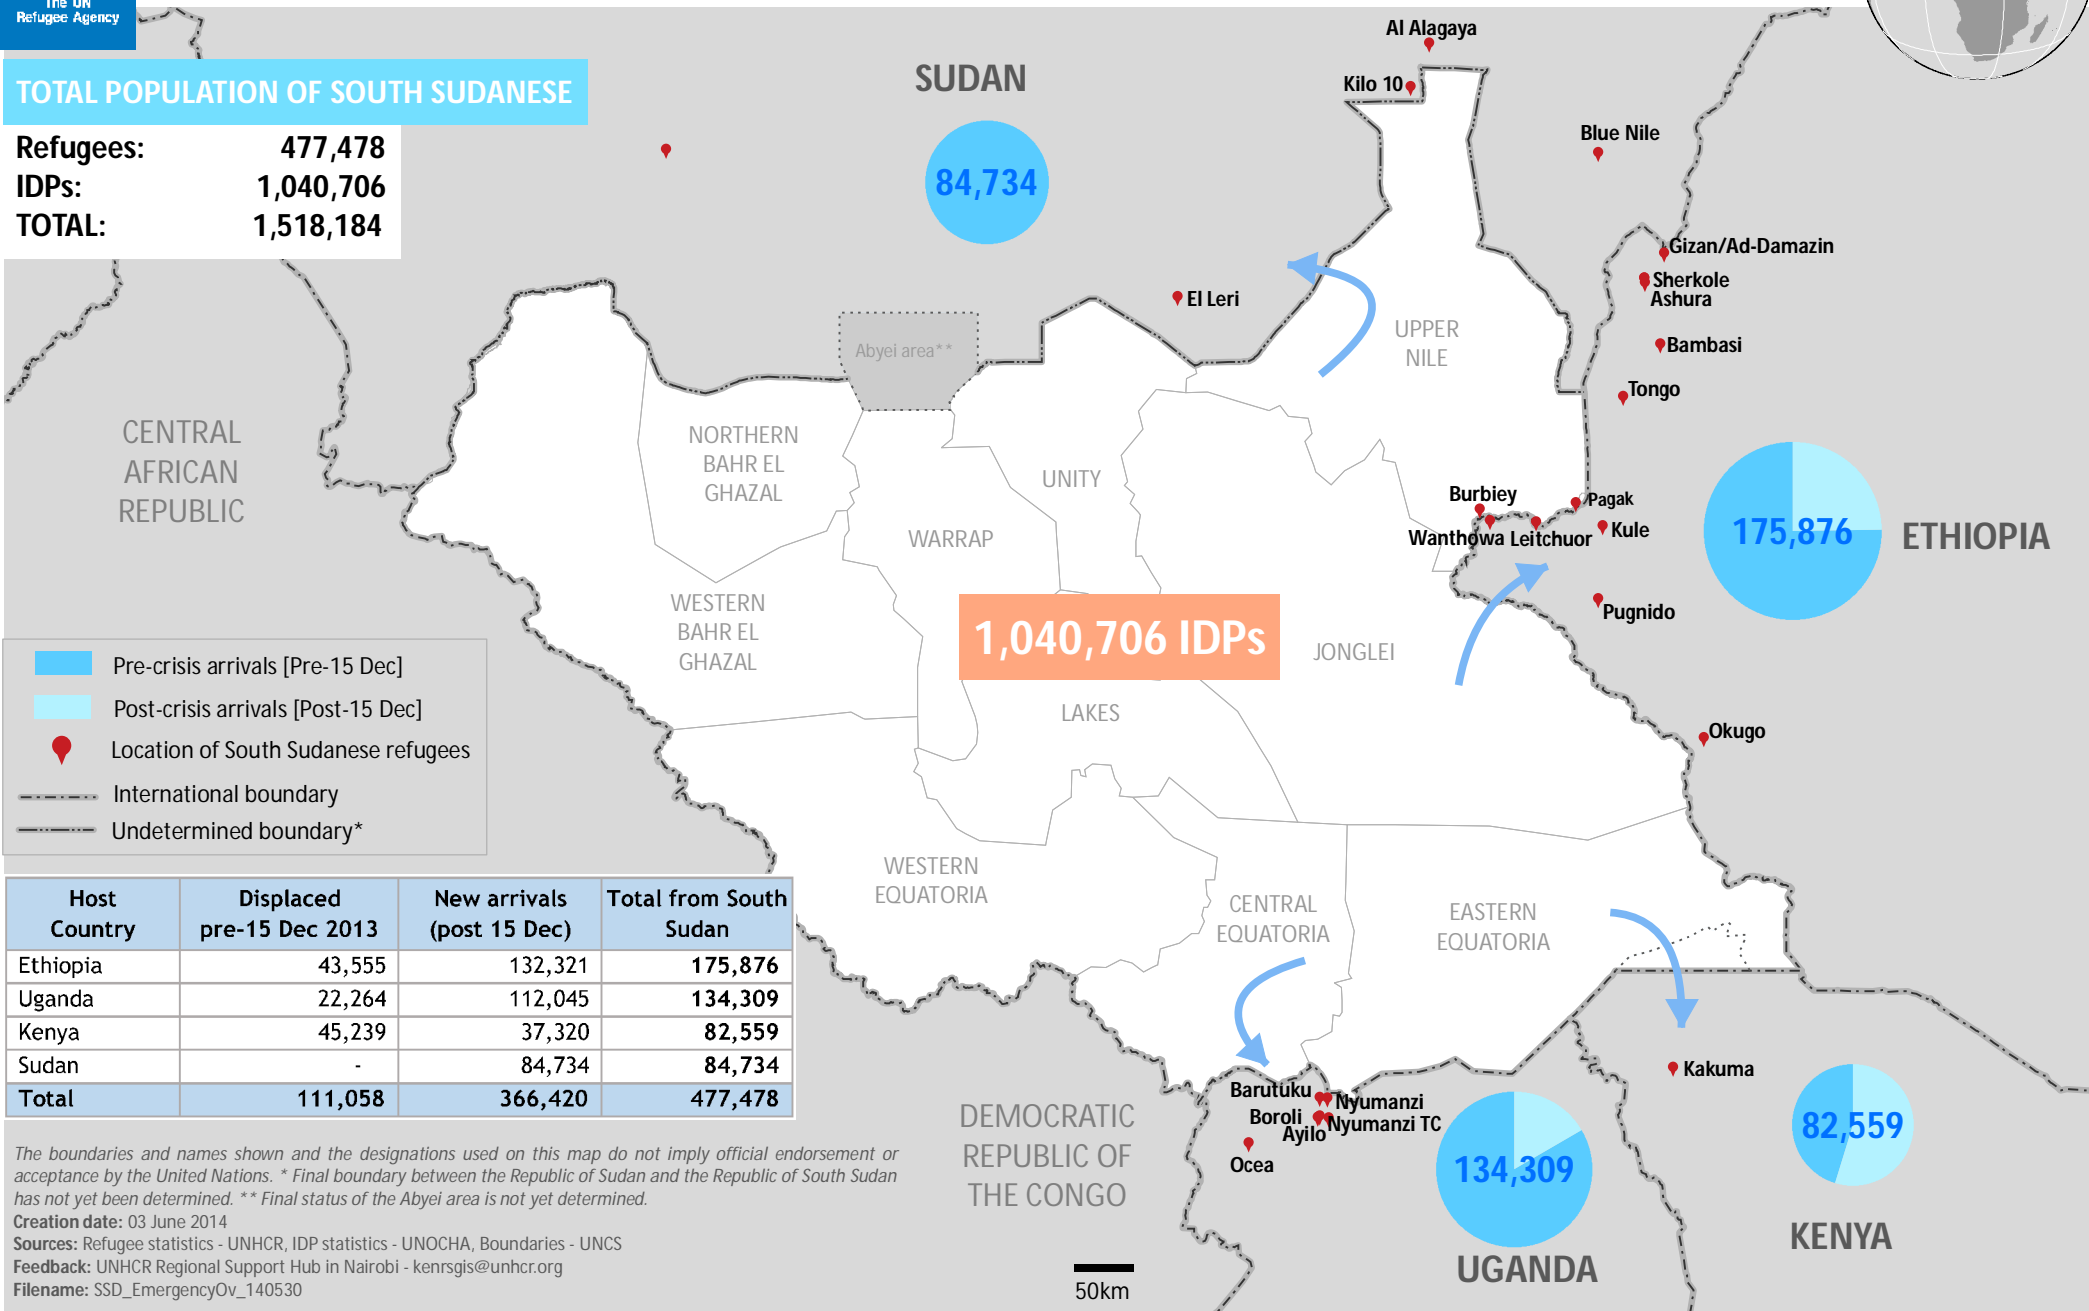 The UN
Refugee Agency
TOTAL POPULATION OF SOUTH SUDANESE
Refugees: 477,478
IDPs: 1,040,706
TOTAL: 1,518,184
SUDAN
84,734
Al Alagaya
Kilo 10
Blue Nile
Gizan/Ad-Damazin
Sherkole
Ashura
Bambasi
Tongo
El Leri
Abyei area**
UPPER
NILE
CENTRAL
AFRICAN
REPUBLIC
NORTHERN
BAHR EL
GHAZAL
UNITY
WARRAP
Burbiey
Pagak
Wanthowa
Leitchuor
Kule
175,876
ETHIOPIA
Pugnido
WESTERN
BAHR EL
GHAZAL
1,040,706 IDPs
JONGLEI
LAKES
Okugo
Pre-crisis arrivals [Pre-15 Dec]
Post-crisis arrivals [Post-15 Dec]
Location of South Sudanese refugees
International boundary
Undetermined boundary*
WESTERN
EQUATORIA
CENTRAL
EQUATORIA
EASTERN
EQUATORIA
Host Country | Displaced pre-15 Dec 2013 | New arrivals (post 15 Dec) | Total from South Sudan
Ethiopia 43,555 132,321 175,876
Uganda 22,264 112,045 134,309
Kenya 45,239 37,320 82,559
Sudan - 84,734 84,734
Total 111,058 366,420 477,478
Kakuma
Barutuku
Nyumanzi
Boroli
Nyumanzi TC
Ayilo
Ocea
DEMOCRATIC
REPUBLIC OF
THE CONGO
134,309
UGANDA
82,559
KENYA
50km
The boundaries and names shown and the designations used on this map do not imply official endorsement or
acceptance by the United Nations. * Final boundary between the Republic of Sudan and the Republic of South Sudan
has not yet been determined. ** Final status of the Abyei area is not yet determined.
Creation date: 03 June 2014
Sources: Refugee statistics - UNHCR, IDP statistics - UNOCHA, Boundaries - UNCS
Feedback: UNHCR Regional Support Hub in Nairobi - kenrsgis@unhcr.org
Filename: SSD_EmergencyOv_140530